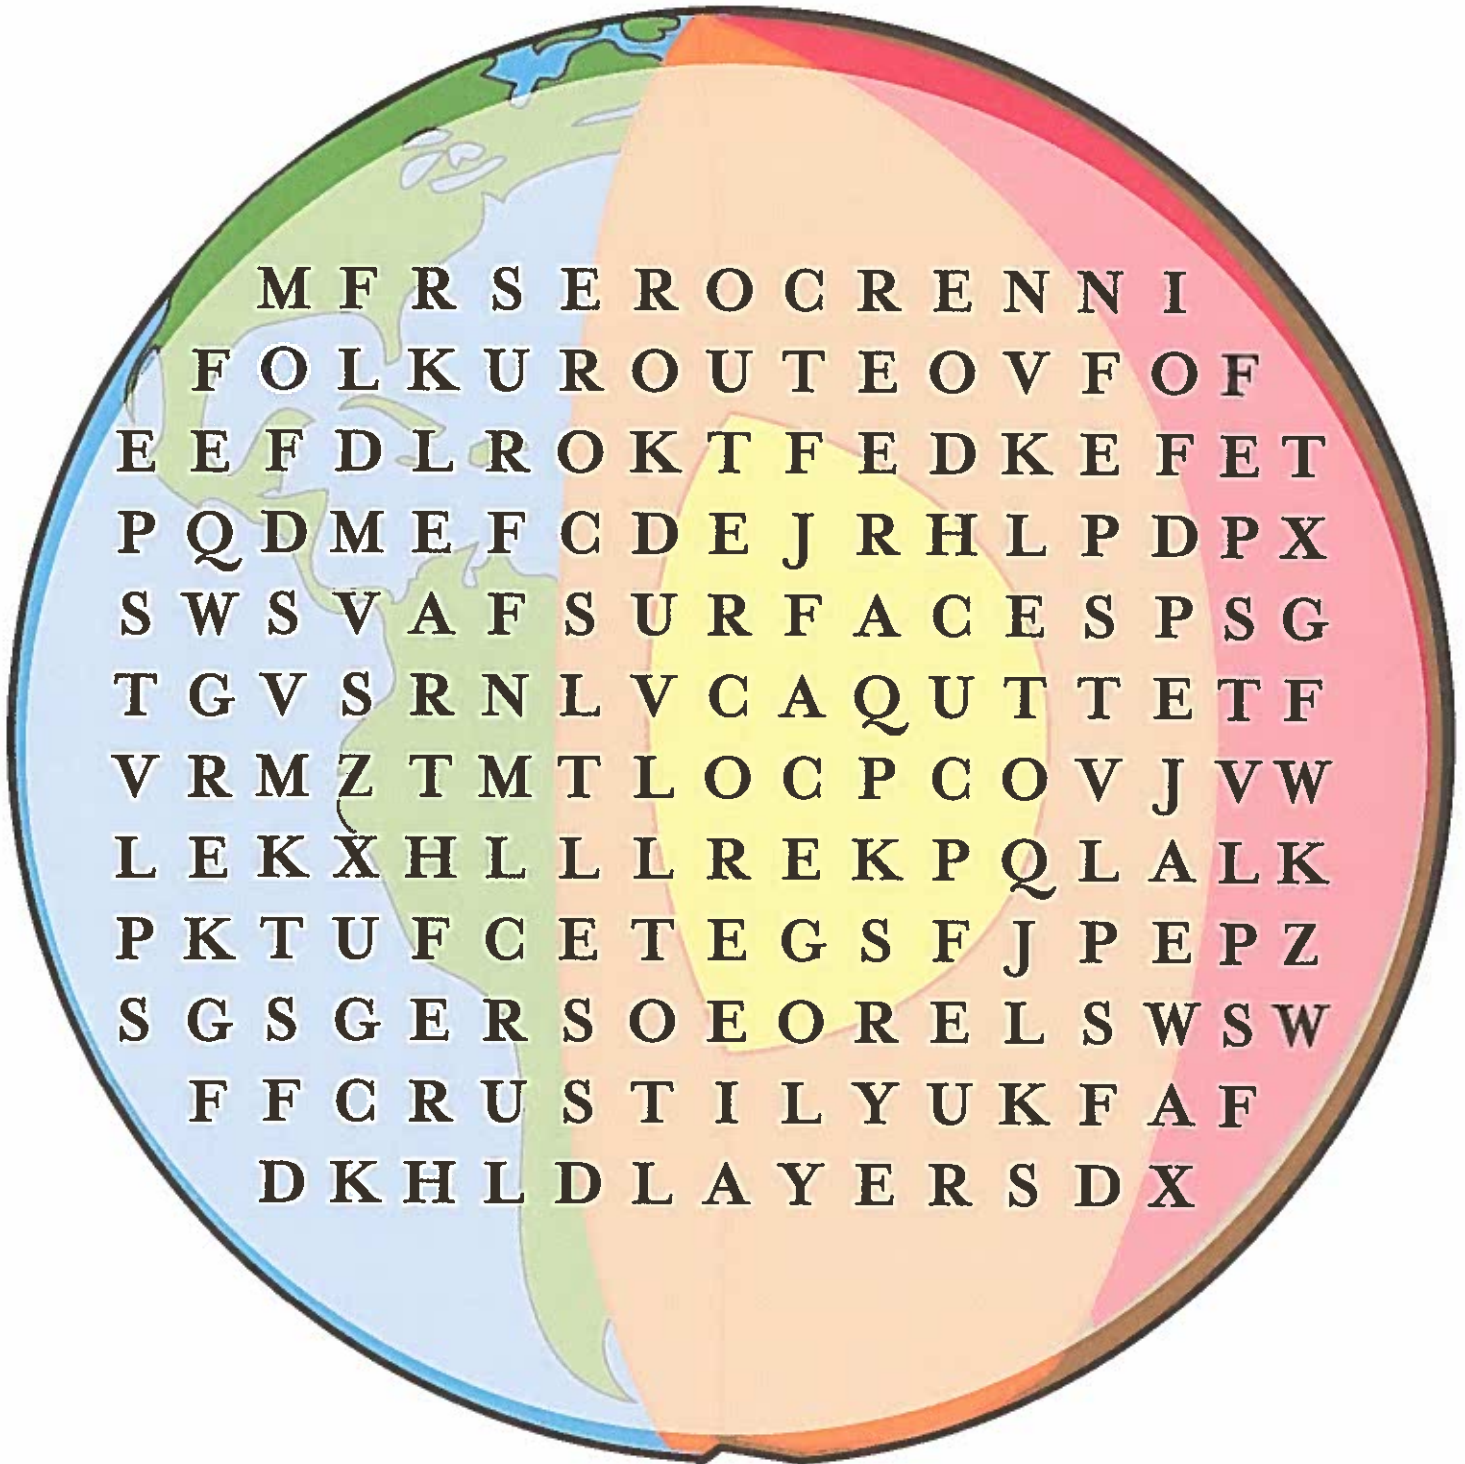 M F R S E R O C R E N N I
F O L K U R O U T E O V F O F
E E F D L R O K T F E D K E F E T
P Q D M E F C D E J R H L P D P X
S W S V A F S U R F A C E S P S G
T G V S R N L V C A Q U T T E T F
V R M Z T M T L O C P C O V J V W
L E K X H L L L R E K P Q L A L K
P K T U F C E T E G S F J P E P Z
S G S G E R S O E O R E L S W S W
F F C R U S T I L Y U K F A F
D K H L D L A Y E R S D X